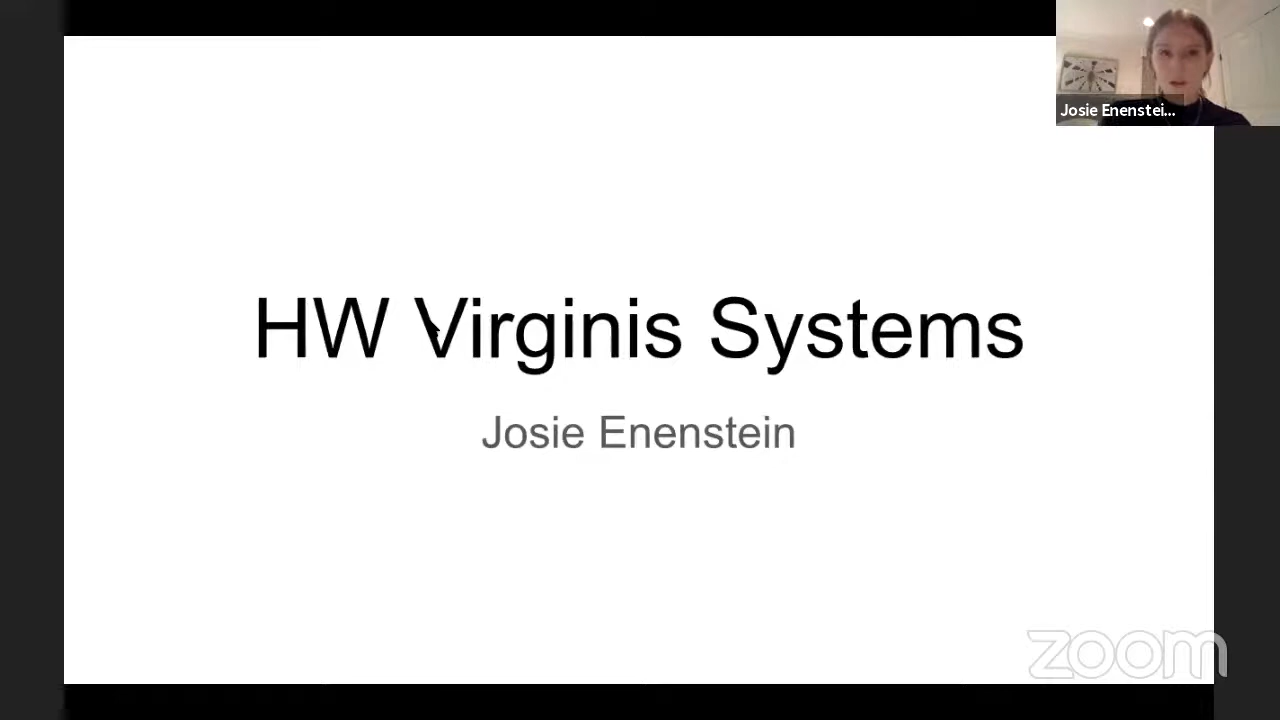 Josie Enenstei...
HW Virginis Systems
Josie Enenstein
zoom